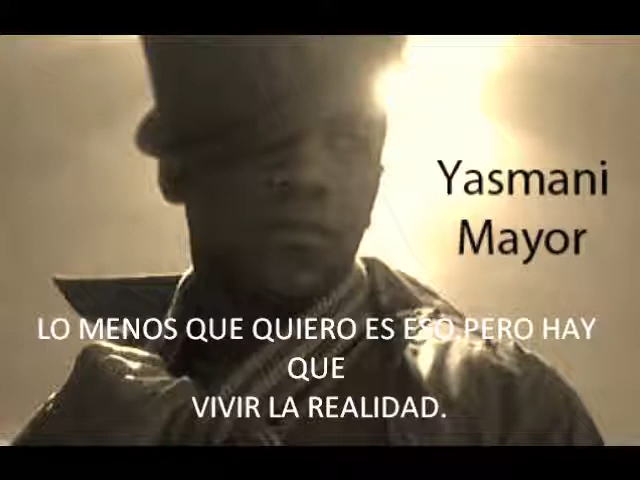 Yasmani
Mayor
LO MENOS QUE QUIERO ES ESO.PERO HAY
QUE
VIVIR LA REALIDAD.